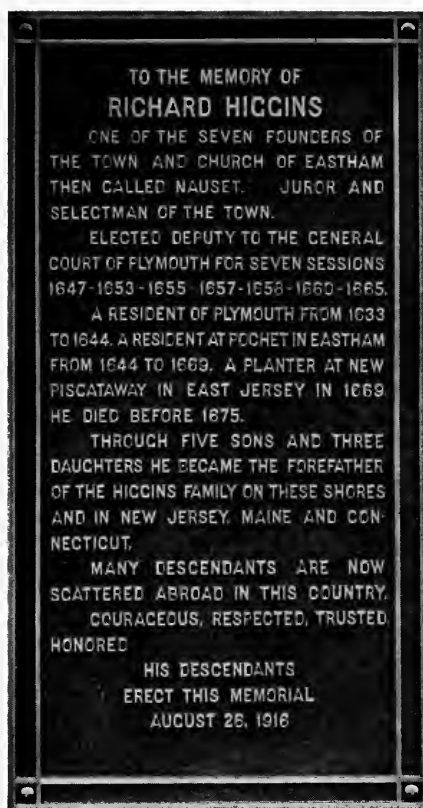 TO THE MEMORY OF
RICHARD HIGGINS
ONE OF THE SEVEN FOUNDERS OF
THE TOWN AND CHURCH OF EASTHAM
THEN CALLED NAUSET. JUROR AND
SELECTMAN OF THE TOWN.
ELECTED DEPUTY TO THE GENERAL
COURT OF PLYMOUTH FOR SEVEN SESSIONS
1647-1653-1655-1657-1658-1660-1665.
A RESIDENT OF PLYMOUTH FROM 1633
TO 1644. A RESIDENT AT POCHET IN EASTHAM
FROM 1644 TO 1669. A PLANTER AT NEW
PISCATAWAY IN EAST JERSEY IN 1669
HE DIED BEFORE 1675.
THROUGH FIVE SONS AND THREE
DAUGHTERS HE BECAME THE FOREFATHER
OF THE HIGGINS FAMILY ON THESE SHORES
AND IN NEW JERSEY, MAINE AND CON-
NECTICUT.
MANY DESCENDANTS ARE NOW
SCATTERED ABROAD IN THIS COUNTRY.
COURAGEOUS, RESPECTED, TRUSTED
HONORED
HIS DESCENDANTS
ERECT THIS MEMORIAL
AUGUST 26, 1916